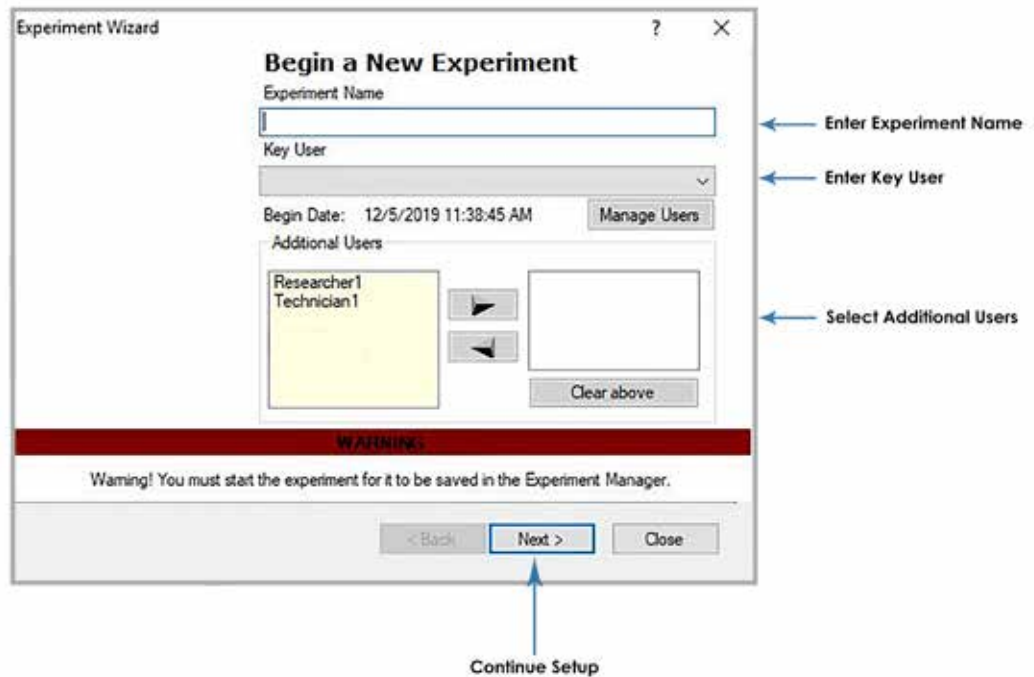 Experiment Wizard ? ×
Begin a New Experiment
Experiment Name
Enter Experiment Name
Key User
Enter Key User
Begin Date: 12/5/2019 11:38:45 AM Manage Users
Addtional Users
Researcher1
Technician1
Select Additional Users
Clear above
WARNING
Warning! You must start the experiment for it to be saved in the Experiment Manager.
< Back Next > Close
Continue Setup